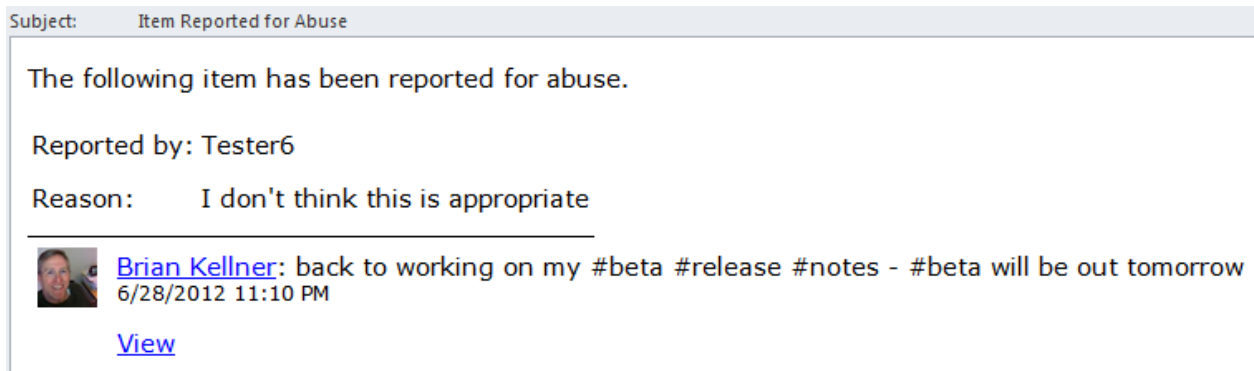 Subject: Item Reported for Abuse
The following item has been reported for abuse.
Reported by: Tester6
Reason: I don't think this is appropriate
Brian Kellner: back to working on my #beta #release #notes - #beta will be out tomorrow
6/28/2012 11:10 PM
View